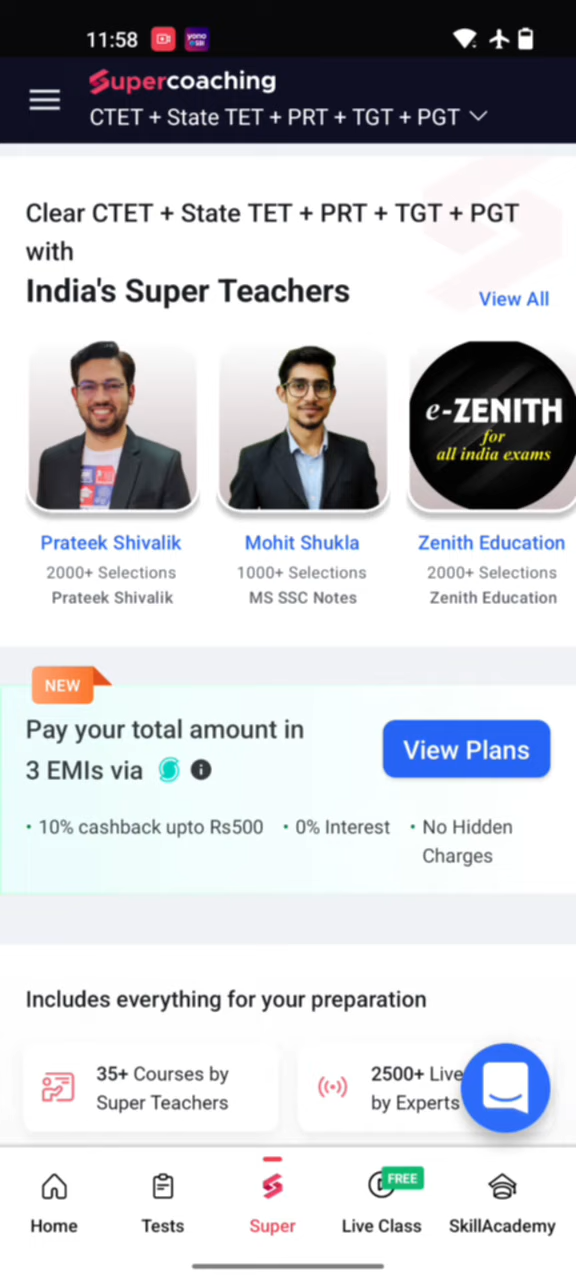 11:58
yono
SBI
Supercoaching
CTET + State TET + PRT + TGT + PGT
Clear CTET + State TET + PRT + TGT + PGT
with
India's Super Teachers
View All
e-ZENITH
for
all india exams
Prateek Shivalik
Mohit Shukla
Zenith Education
2000+ Selections
1000+ Selections
2000+ Selections
Prateek Shivalik
MS SSC Notes
Zenith Education
NEW
Pay your total amount in
3 EMIs via
View Plans
• 10% cashback upto Rs500 • 0% Interest • No Hidden
Charges
Includes everything for your preparation
35+ Courses by
Super Teachers
2500+ Live
by Experts
FREE
Home
Tests
Super
Live Class
SkillAcademy